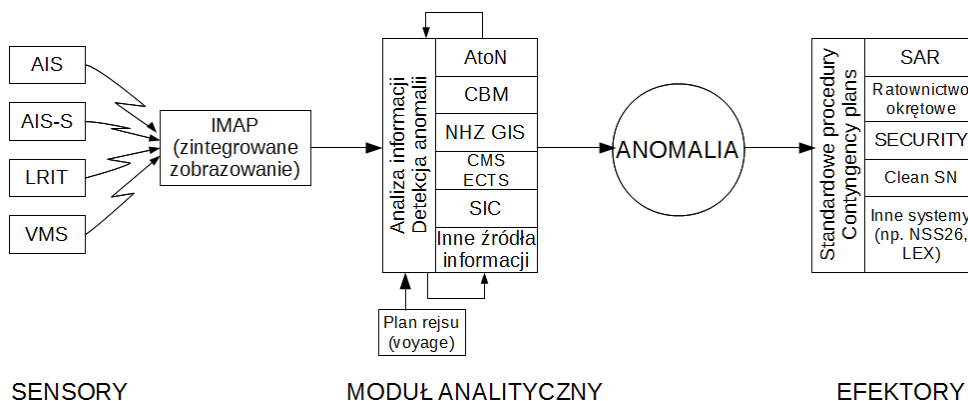 AIS
AIS-S
LRIT
VMS
IMAP
(zintegrowane
zobrazowanie)
Analiza informacji
Detekcja anomalii
AtoN
CBM
NHZ GIS
CMS
ECTS
SIC
Inne źródła
informacji
Plan rejsu
(voyage)
ANOMALIA
Standardowe procedury
Contyngency plans
SAR
Ratownictwo
okrętowe
SECURITY
Clean SN
Inne systemy
(np. NSS26,
LEX)
SENSORY
MODUŁ ANALITYCZNY
EFEKTORY